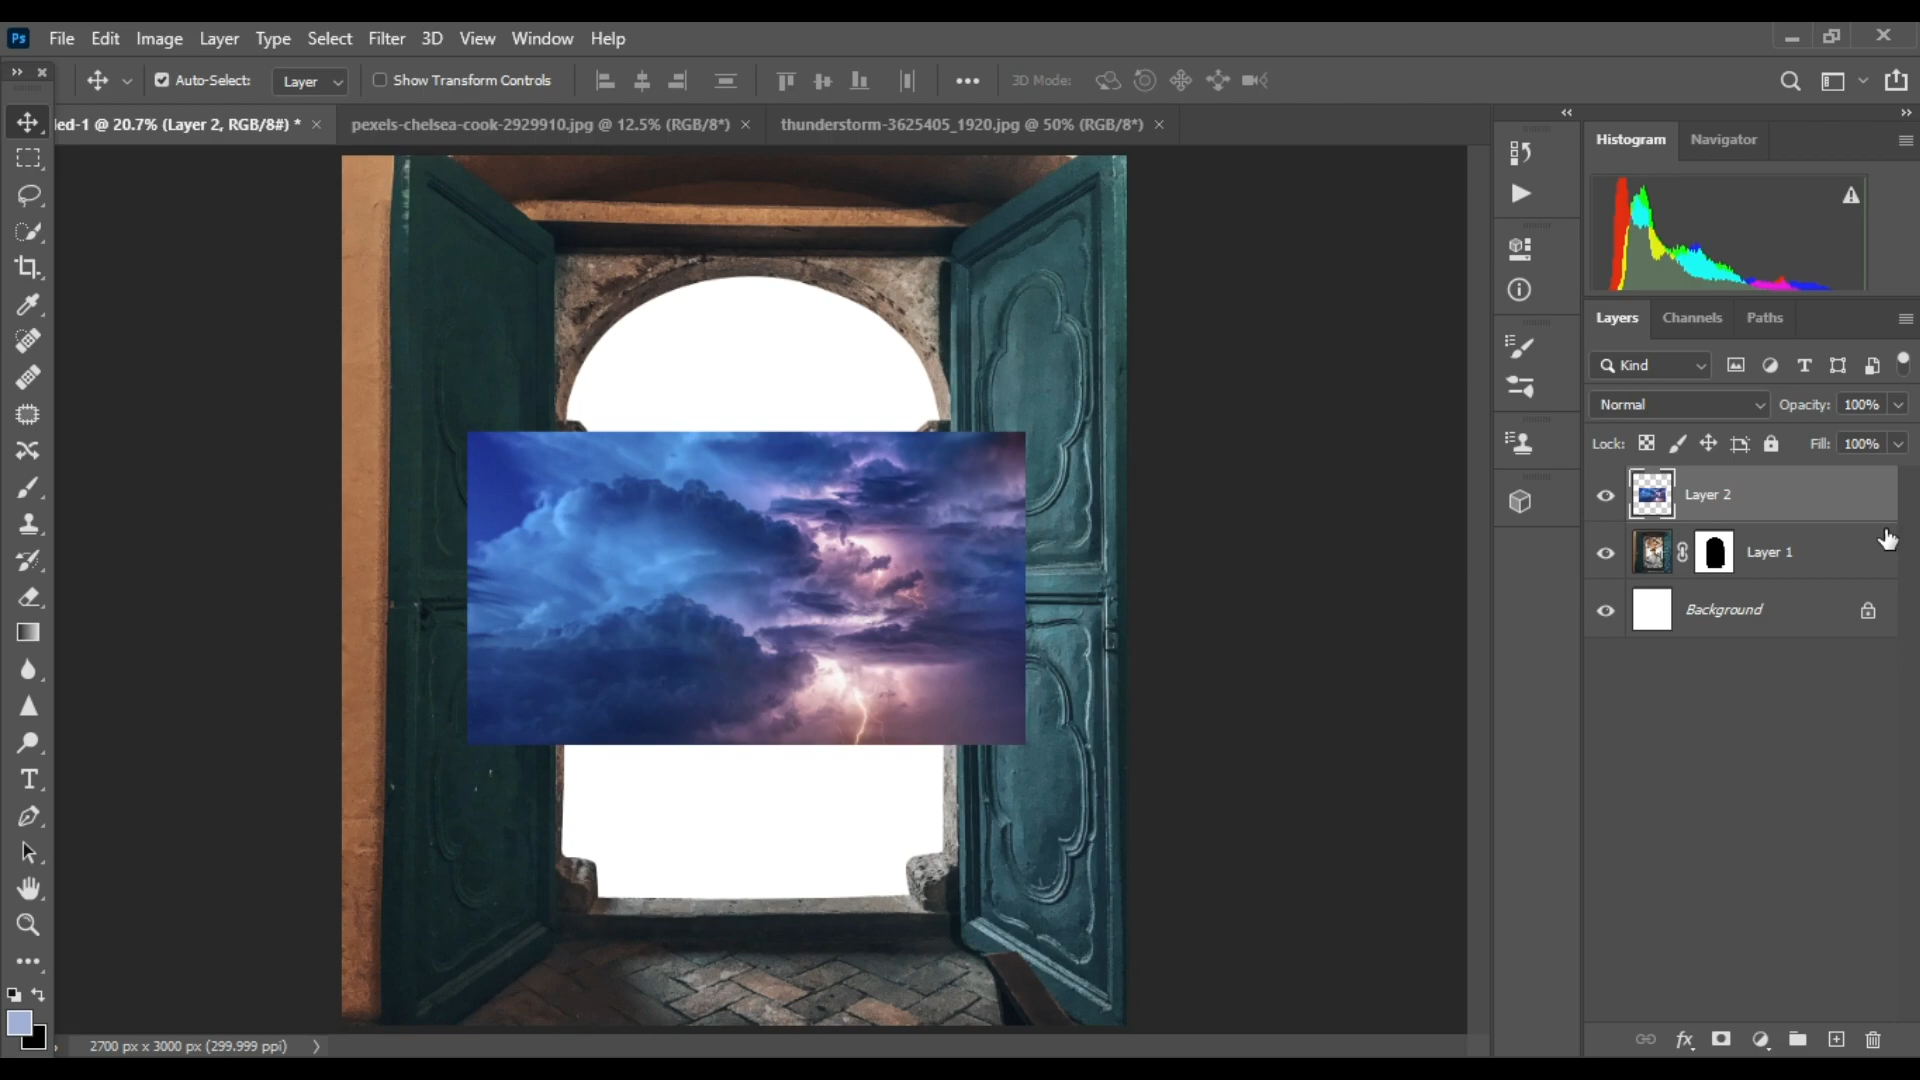 Ps File Edit Image Layer Type Select Filter 3D View Window Help
Auto-Select: Layer Show Transform Controls 3D Mode:
led-1 @ 20.7% (Layer 2, RGB/8#) * pexels-chelsea-cook-2929910.jpg @ 12.5% (RGB/8*) thunderstorm-3625405_1920.jpg @ 50% (RGB/8*)
Histogram Navigator
Layers Channels Paths
Kind
Normal Opacity: 100%
Lock: Fill: 100%
Layer 2
Layer 1
Background
fx
2700 px x 3000 px (299.999 ppi)